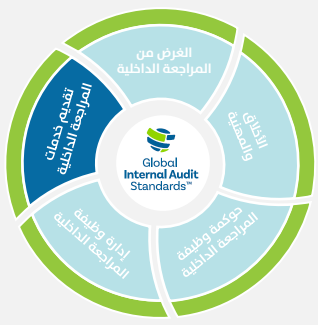 الغرض من
المراجعة الداخلية
الأخلاق
والمهنية
حوكمة وظيفة
المراجعة الداخلية
إدارة وظيفة
المراجعة الداخلية
تقديم خدمات
المراجعة الداخلية
Global
Internal Audit
Standards™